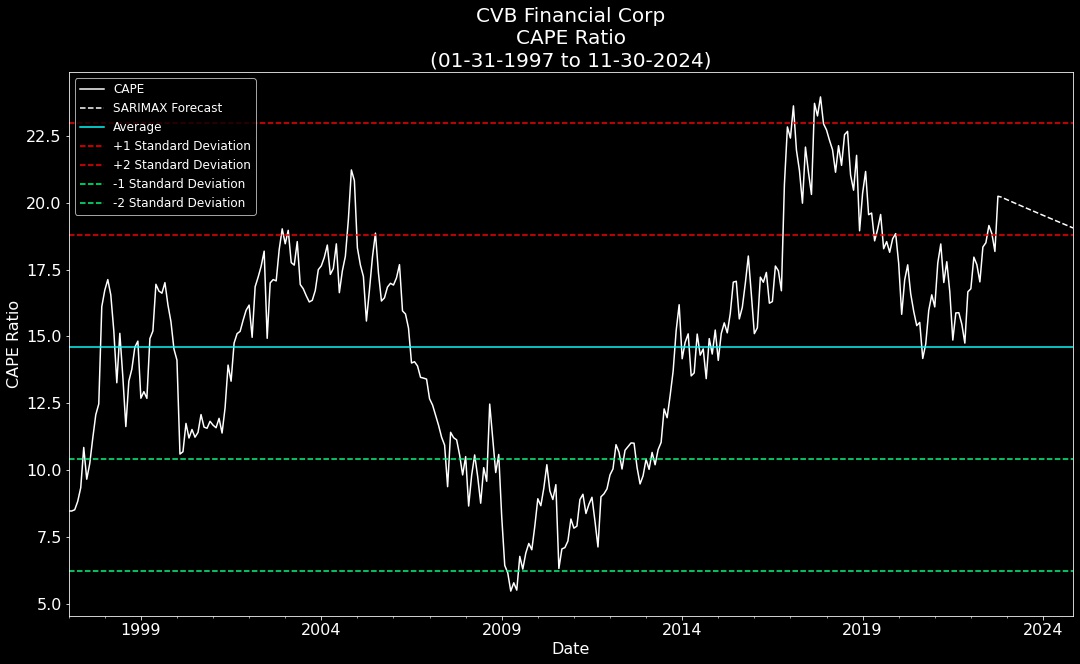 CVB Financial Corp
CAPE Ratio
(01-31-1997 to 11-30-2024)
CAPE
SARIMAX Forecast
Average
+1 Standard Deviation
+2 Standard Deviation
-1 Standard Deviation
-2 Standard Deviation
CAPE Ratio
22.5
20.0
17.5
15.0
12.5
10.0
7.5
5.0
1999
2004
2009
2014
2019
2024
Date